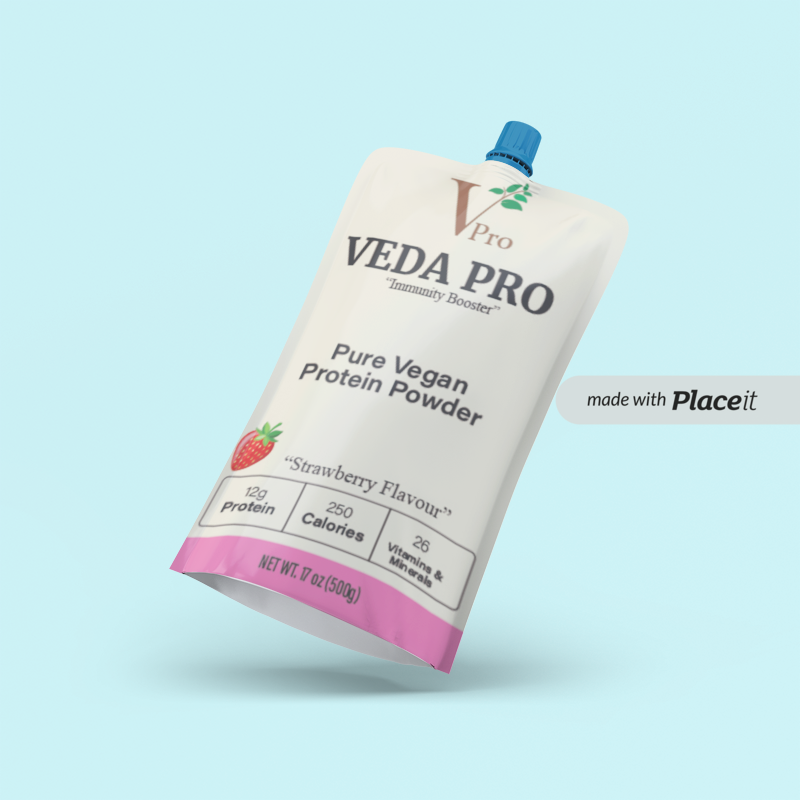 V Pro
VEDA PRO
“Immunity Booster”
Pure Vegan
Protein Powder
“Strawberry Flavour”
12g
Protein
250
Calories
26
Vitamins &
Minerals
NET WT. 17 oz (500g)
made with Placeit